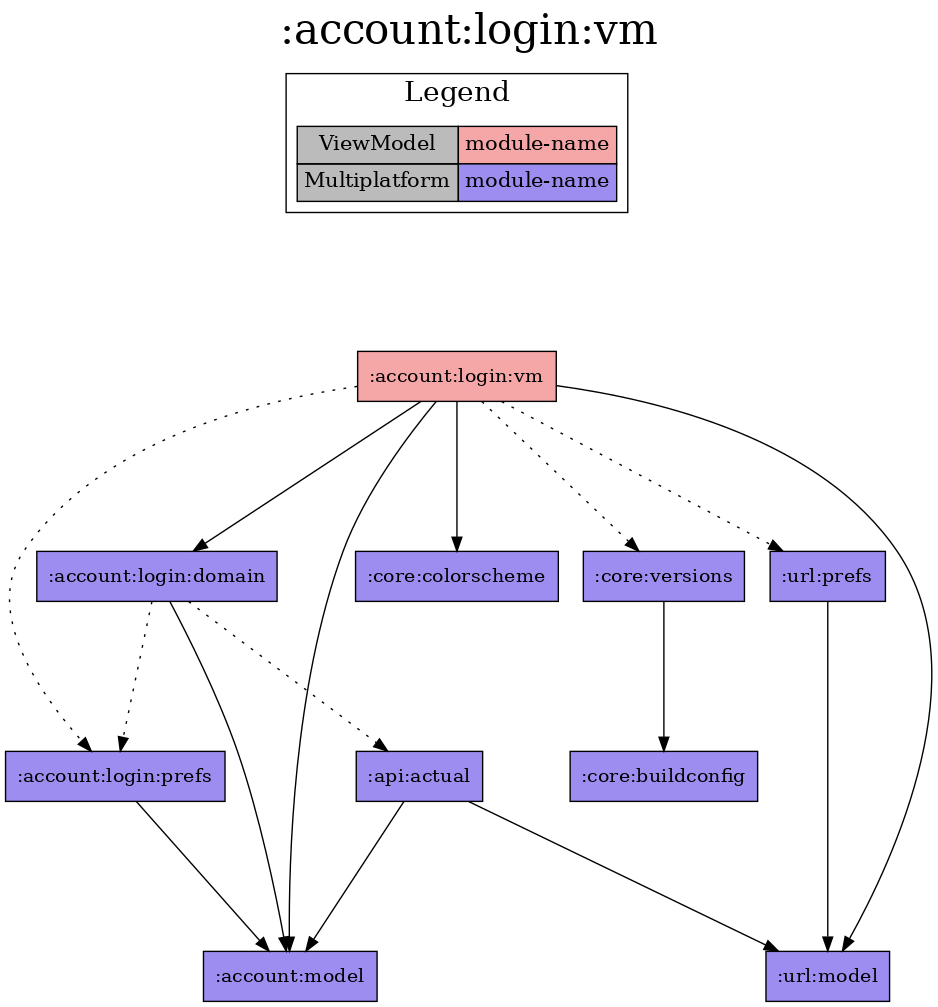 :account:login:vm
Legend
ViewModel module-name
Multiplatform module-name
:account:login:vm
:account:login:domain
:core:colorscheme
:core:versions
:url:prefs
:account:login:prefs
:api:actual
:core:buildconfig
:account:model
:url:model